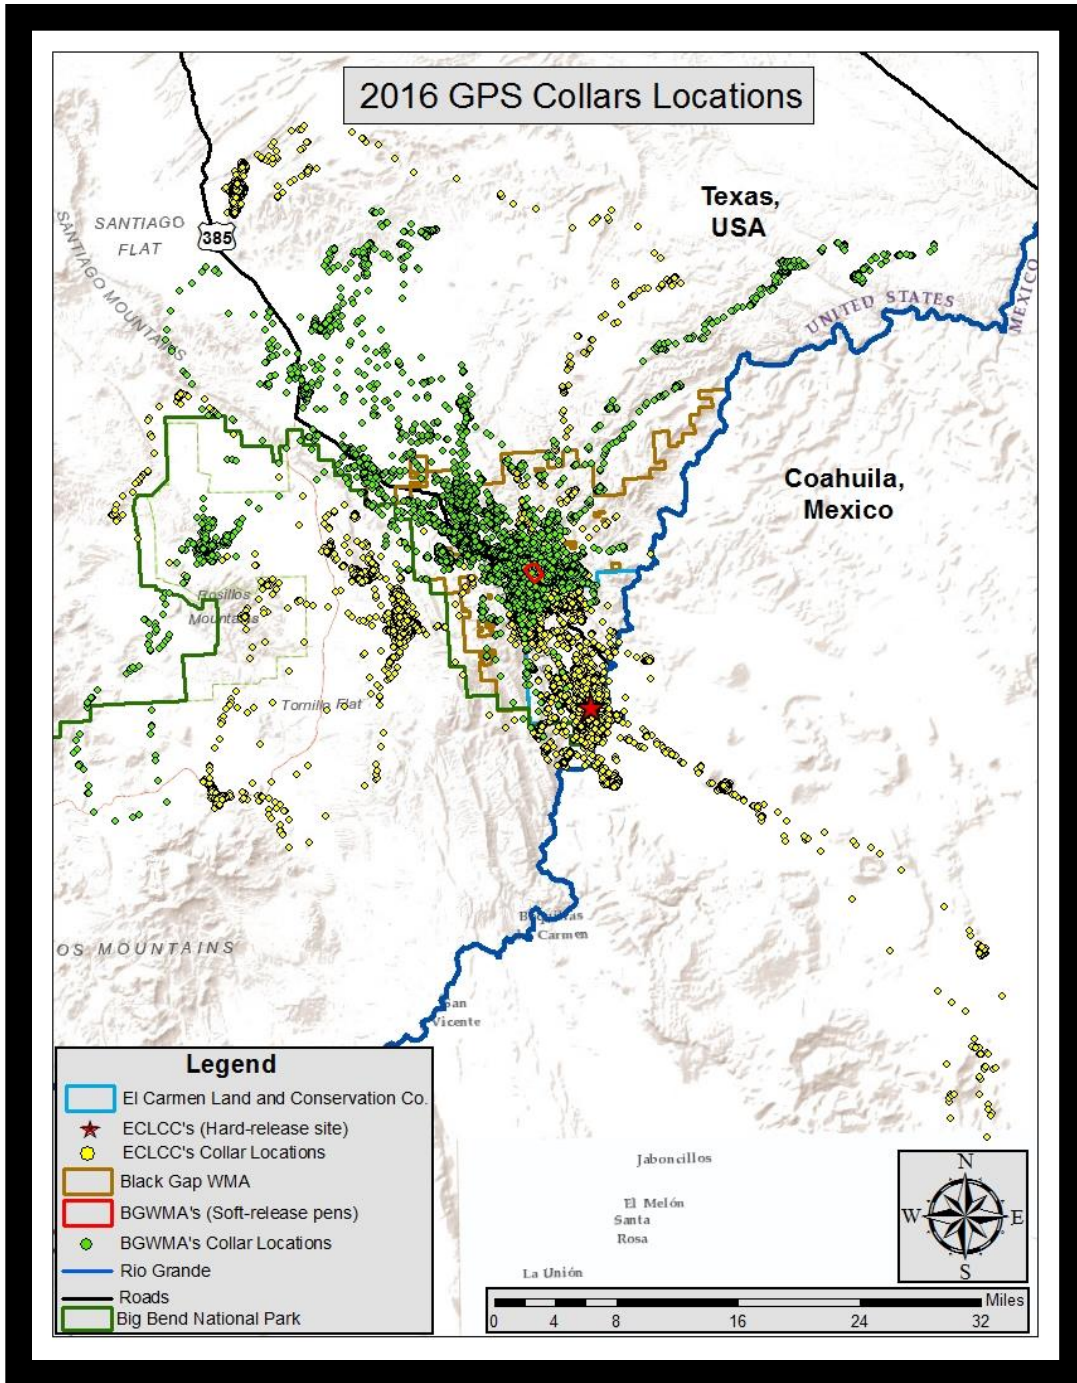 2016 GPS Collars Locations
Texas,
USA
SANTIAGO
FLAT
385
SANTIAGO MOUNTAINS
UNITED STATES
MEXICO
Coahuila,
Mexico
Rosillos
Mountains
Tornillo Flat
OS MOUNTAINS
Carmen
San
Vicente
Legend
El Carmen Land and Conservation Co.
ECLCC's (Hard-release site)
ECLCC's Collar Locations
Black Gap WMA
BGWMA's (Soft-release pens)
BGWMA's Collar Locations
Rio Grande
Roads
Big Bend National Park
Jaboncillos
El Melón
Santa
Rosa
La Unión
N
W E
S
Miles
0 4 8 16 24 32